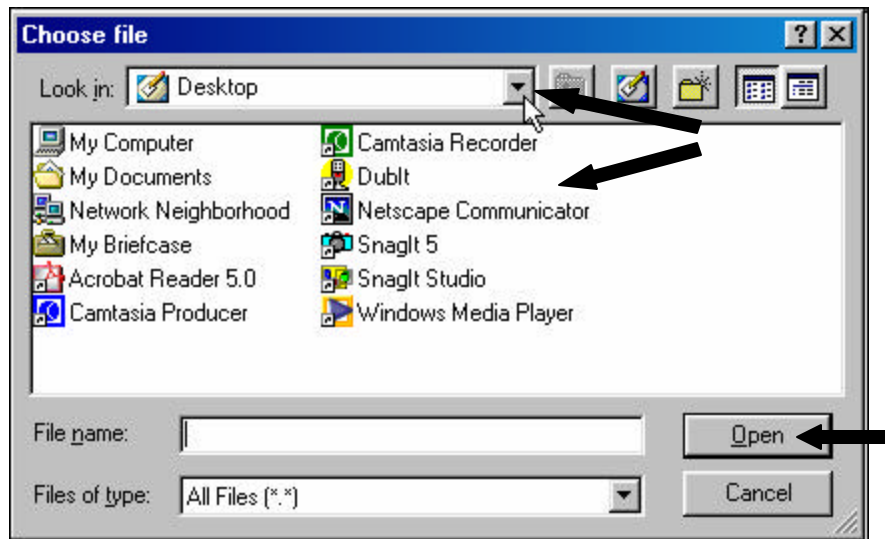 Choose file
Look in: Desktop
My Computer
My Documents
Network Neighborhood
My Briefcase
Acrobat Reader 5.0
Camtasia Producer
Camtasia Recorder
DubIt
Netscape Communicator
SnagIt 5
SnagIt Studio
Windows Media Player
File name:
Open
Files of type: All Files (*.*)
Cancel